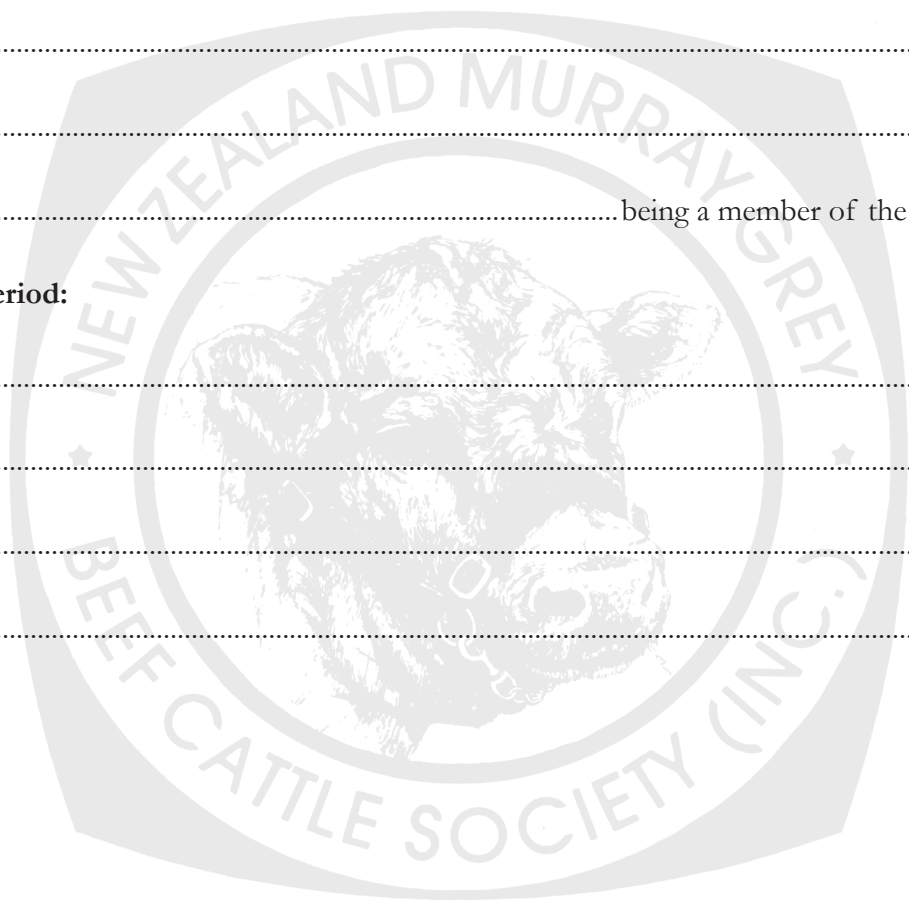 NEW ZEALAND MURRAY GREY
being a member of the
eriod:
BEEF CATTLE SOCIETY (INC.)